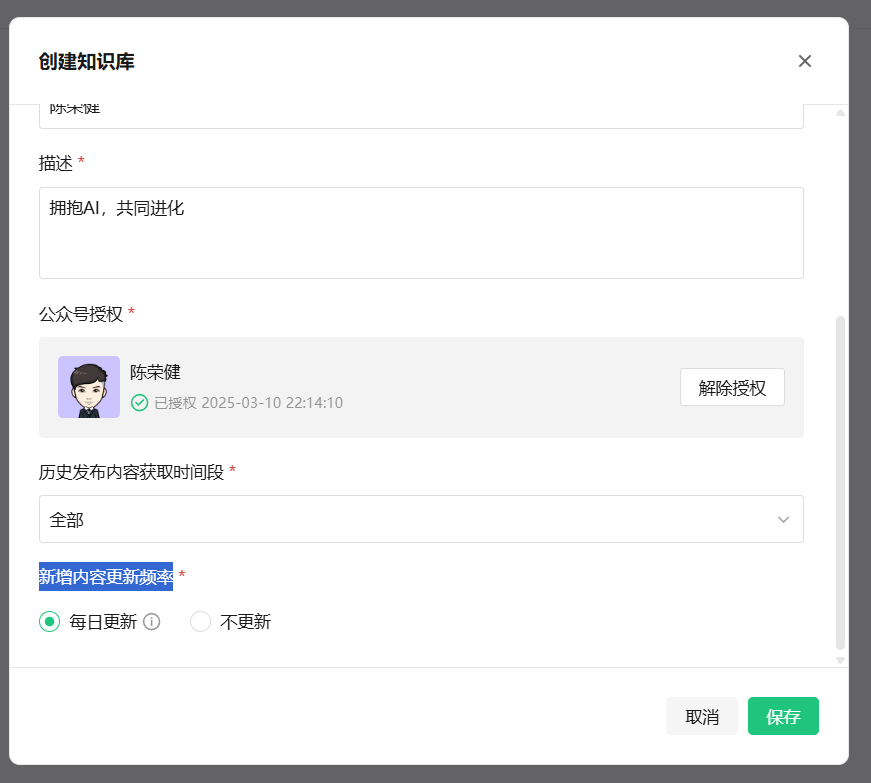 创建知识库
陈荣健
描述 *
拥抱AI，共同进化
公众号授权 *
陈荣健
已授权 2025-03-10 22:14:10
解除授权
历史发布内容获取时间段 *
全部
新增内容更新频率 *
每日更新 不更新
取消 保存